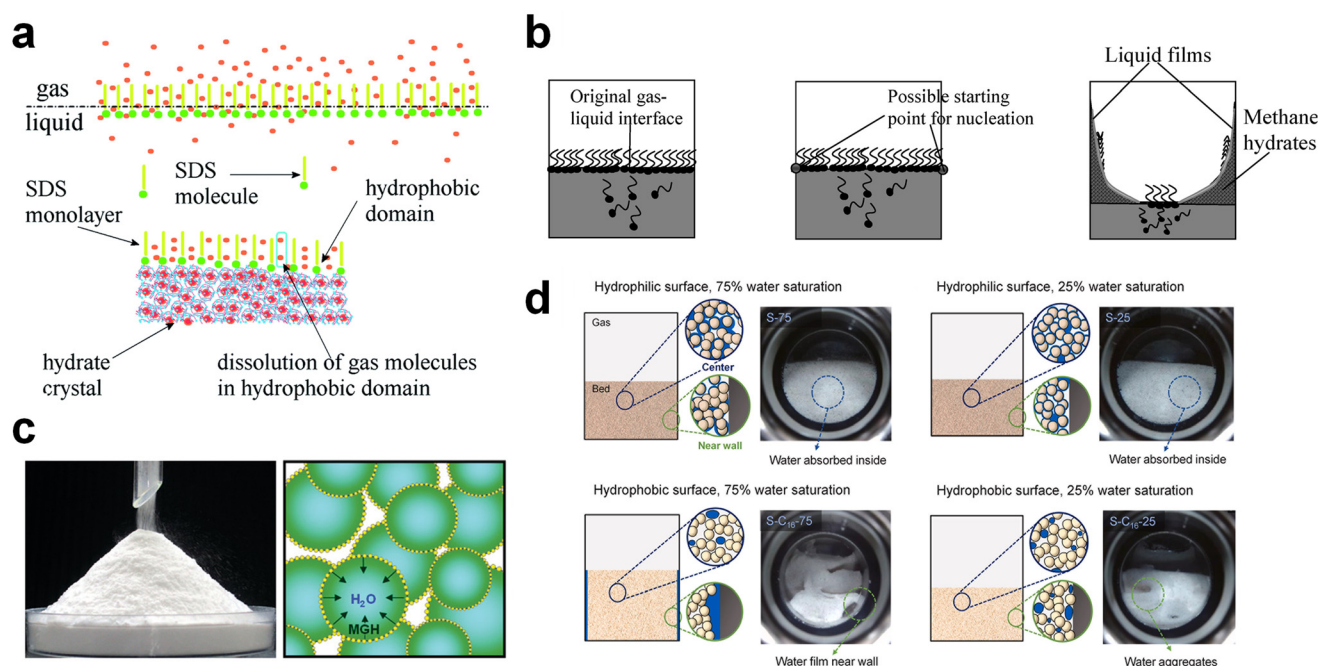 a
gas
liquid
SDS
monolayer
SDS
molecule
hydrophobic
domain
hydrate
crystal
dissolution of gas molecules
in hydrophobic domain
b
Original gas-
liquid interface
Possible starting
point for nucleation
Liquid films
Methane
hydrates
c
H₂O
MGH
d
Hydrophilic surface, 75% water saturation
Gas
Bed
Center
Near wall
S-75
Water absorbed inside
Hydrophilic surface, 25% water saturation
S-25
Water absorbed inside
Hydrophobic surface, 75% water saturation
S-C₁₆-75
Water film near wall
Hydrophobic surface, 25% water saturation
S-C₁₆-25
Water aggregates